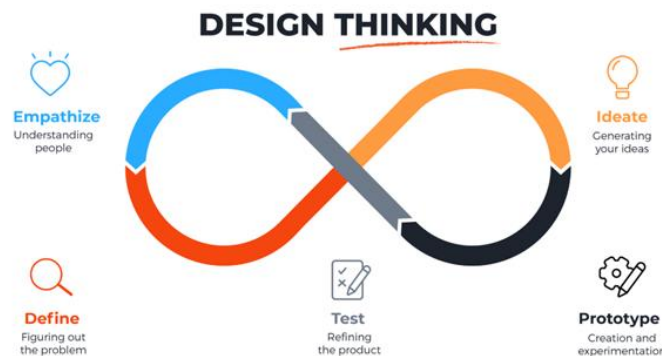 DESIGN THINKING
Empathize
Understanding
people
Ideate
Generating
your ideas
Define
Figuring out
the problem
Test
Refining
the product
Prototype
Creation and
experimentation